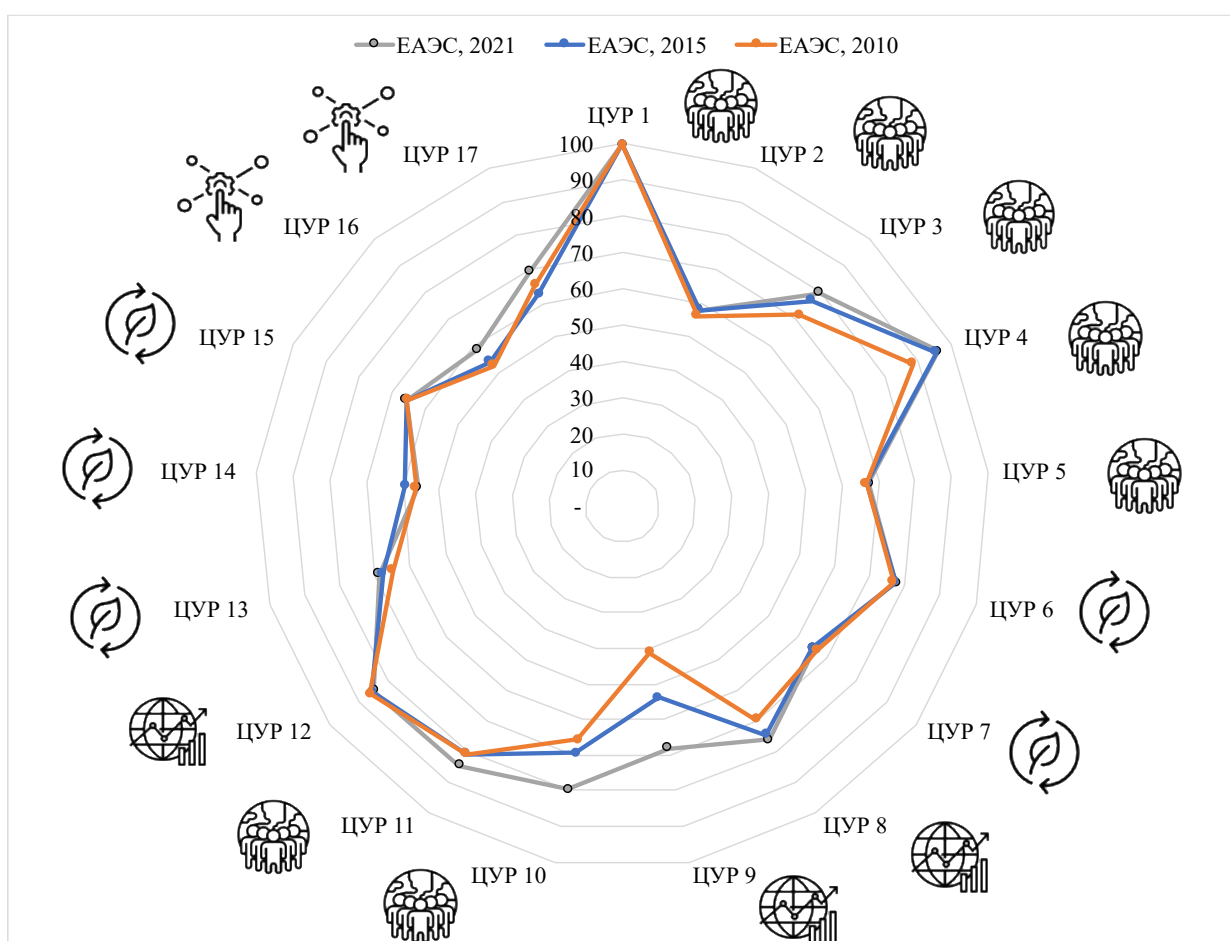 ЕАЭС, 2021 ЕАЭС, 2015 ЕАЭС, 2010
ЦУР 1
ЦУР 2
ЦУР 3
ЦУР 4
ЦУР 5
ЦУР 6
ЦУР 7
ЦУР 8
ЦУР 9
ЦУР 10
ЦУР 11
ЦУР 12
ЦУР 13
ЦУР 14
ЦУР 15
ЦУР 16
ЦУР 17
100
90
80
70
60
50
40
30
20
10
-